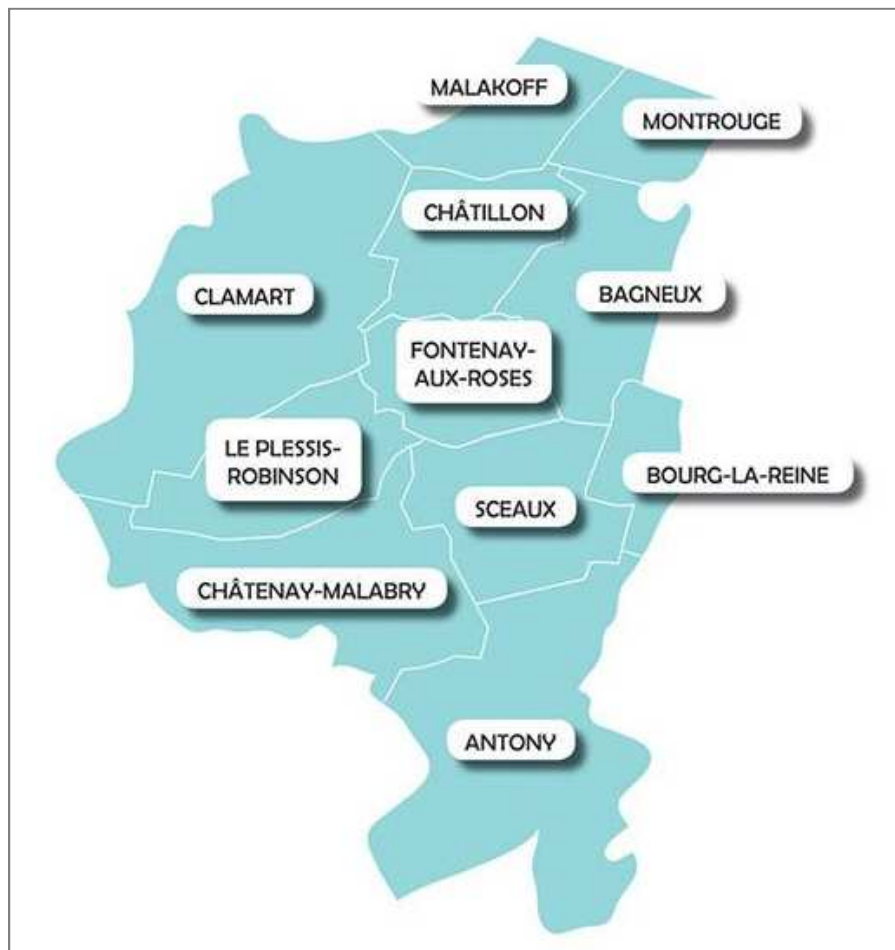 MALAKOFF
MONTROUGE
CHÂTILLON
CLAMART
BAGNEUX
FONTENAY-
AUX-ROSES
LE PLESSIS-
ROBINSON
BOURG-LA-REINE
SCEAUX
CHÂTENAY-MALABRY
ANTONY